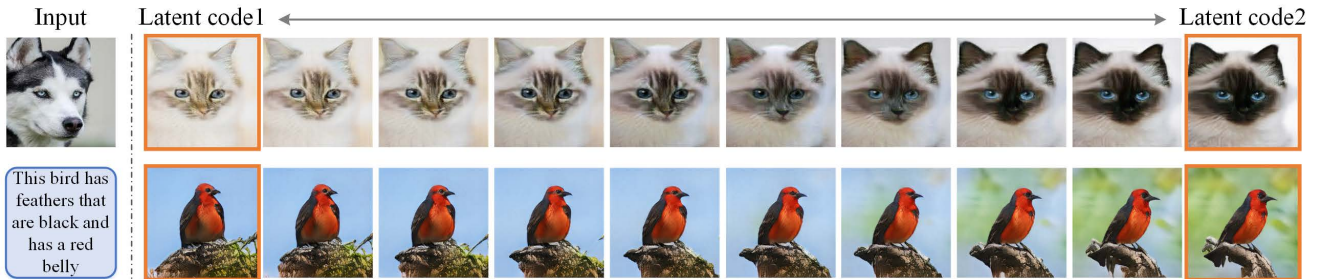 Input
Latent code1
Latent code2
This bird has
feathers that
are black and
has a red
belly